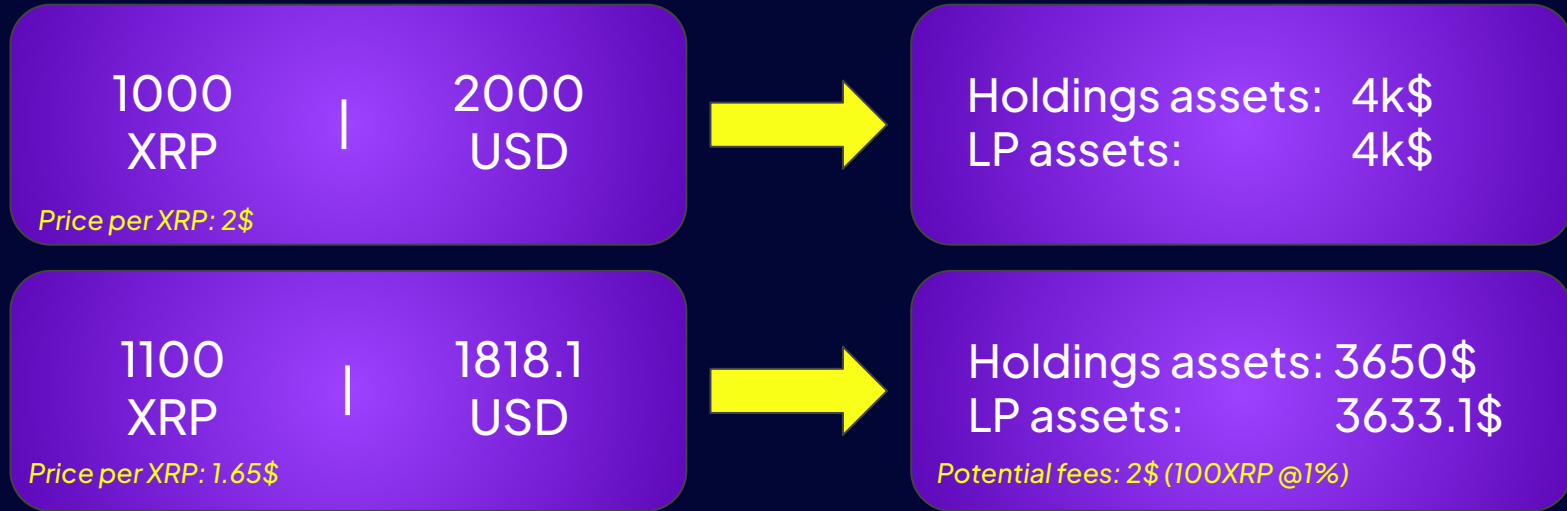 1000
XRP
|
2000
USD
Price per XRP: 2$
Holdings assets: 4k$
LP assets: 4k$
1100
XRP
|
1818.1
USD
Price per XRP: 1.65$
Holdings assets: 3650$
LP assets: 3633.1$
Potential fees: 2$ (100XRP @1%)